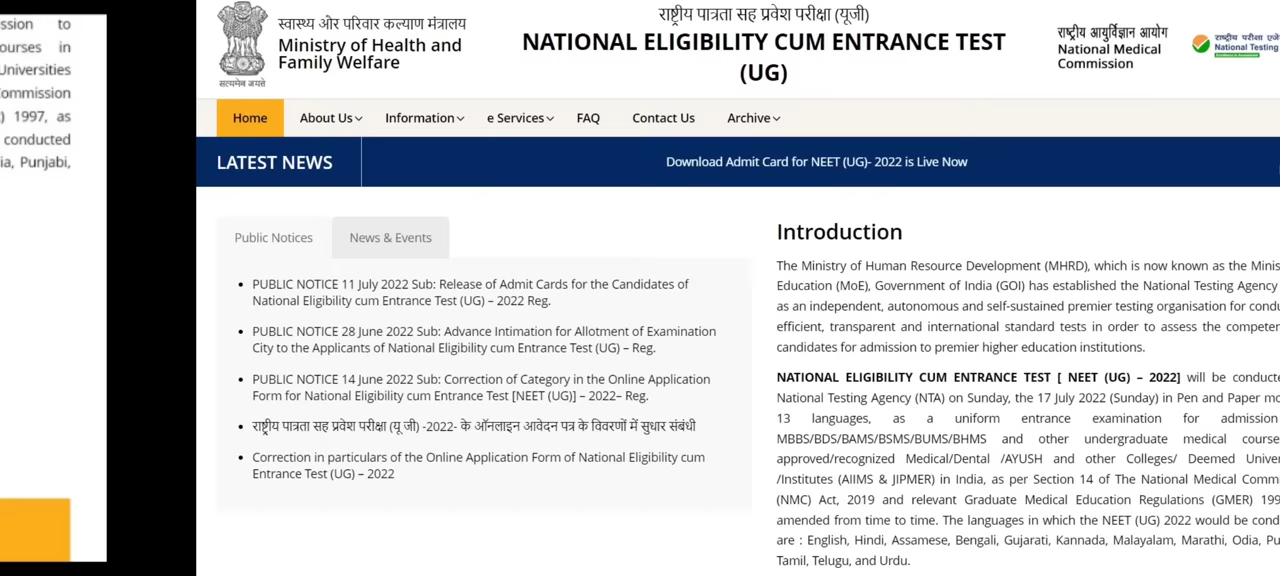 ssion to
ourses in
Universities
Commission
) 1997, as
conducted
ia, Punjabi,
स्वास्थ्य और परिवार कल्याण मंत्रालय
Ministry of Health and
Family Welfare
सत्यमेव जयते
राष्ट्रीय पात्रता सह प्रवेश परीक्षा (यूजी)
NATIONAL ELIGIBILITY CUM ENTRANCE TEST
(UG)
राष्ट्रीय आयुर्विज्ञान आयोग
National Medical
Commission
राष्ट्रीय परीक्षा एजे
National Testing
Home About Us Information e Services FAQ Contact Us Archive
LATEST NEWS Download Admit Card for NEET (UG)- 2022 is Live Now
Public Notices News & Events
PUBLIC NOTICE 11 July 2022 Sub: Release of Admit Cards for the Candidates of
National Eligibility cum Entrance Test (UG) – 2022 Reg.
PUBLIC NOTICE 28 June 2022 Sub: Advance Intimation for Allotment of Examination
City to the Applicants of National Eligibility cum Entrance Test (UG) – Reg.
PUBLIC NOTICE 14 June 2022 Sub: Correction of Category in the Online Application
Form for National Eligibility cum Entrance Test [NEET (UG)] – 2022– Reg.
राष्ट्रीय पात्रता सह प्रवेश परीक्षा (यू जी) -2022- के ऑनलाइन आवेदन पत्र के विवरणों में सुधार संबंधी
Correction in particulars of the Online Application Form of National Eligibility cum
Entrance Test (UG) – 2022
Introduction
The Ministry of Human Resource Development (MHRD), which is now known as the Minis
Education (MoE), Government of India (GOI) has established the National Testing Agency
as an independent, autonomous and self-sustained premier testing organisation for condu
efficient, transparent and international standard tests in order to assess the competen
candidates for admission to premier higher education institutions.
NATIONAL ELIGIBILITY CUM ENTRANCE TEST [ NEET (UG) – 2022] will be conducte
National Testing Agency (NTA) on Sunday, the 17 July 2022 (Sunday) in Pen and Paper mo
13 languages, as a uniform entrance examination for admission
MBBS/BDS/BAMS/BSMS/BUMS/BHMS and other undergraduate medical course
approved/recognized Medical/Dental /AYUSH and other Colleges/ Deemed Univer
/Institutes (AIIMS & JIPMER) in India, as per Section 14 of The National Medical Comm
(NMC) Act, 2019 and relevant Graduate Medical Education Regulations (GMER) 199
amended from time to time. The languages in which the NEET (UG) 2022 would be cond
are : English, Hindi, Assamese, Bengali, Gujarati, Kannada, Malayalam, Marathi, Odia, Pu
Tamil, Telugu, and Urdu.